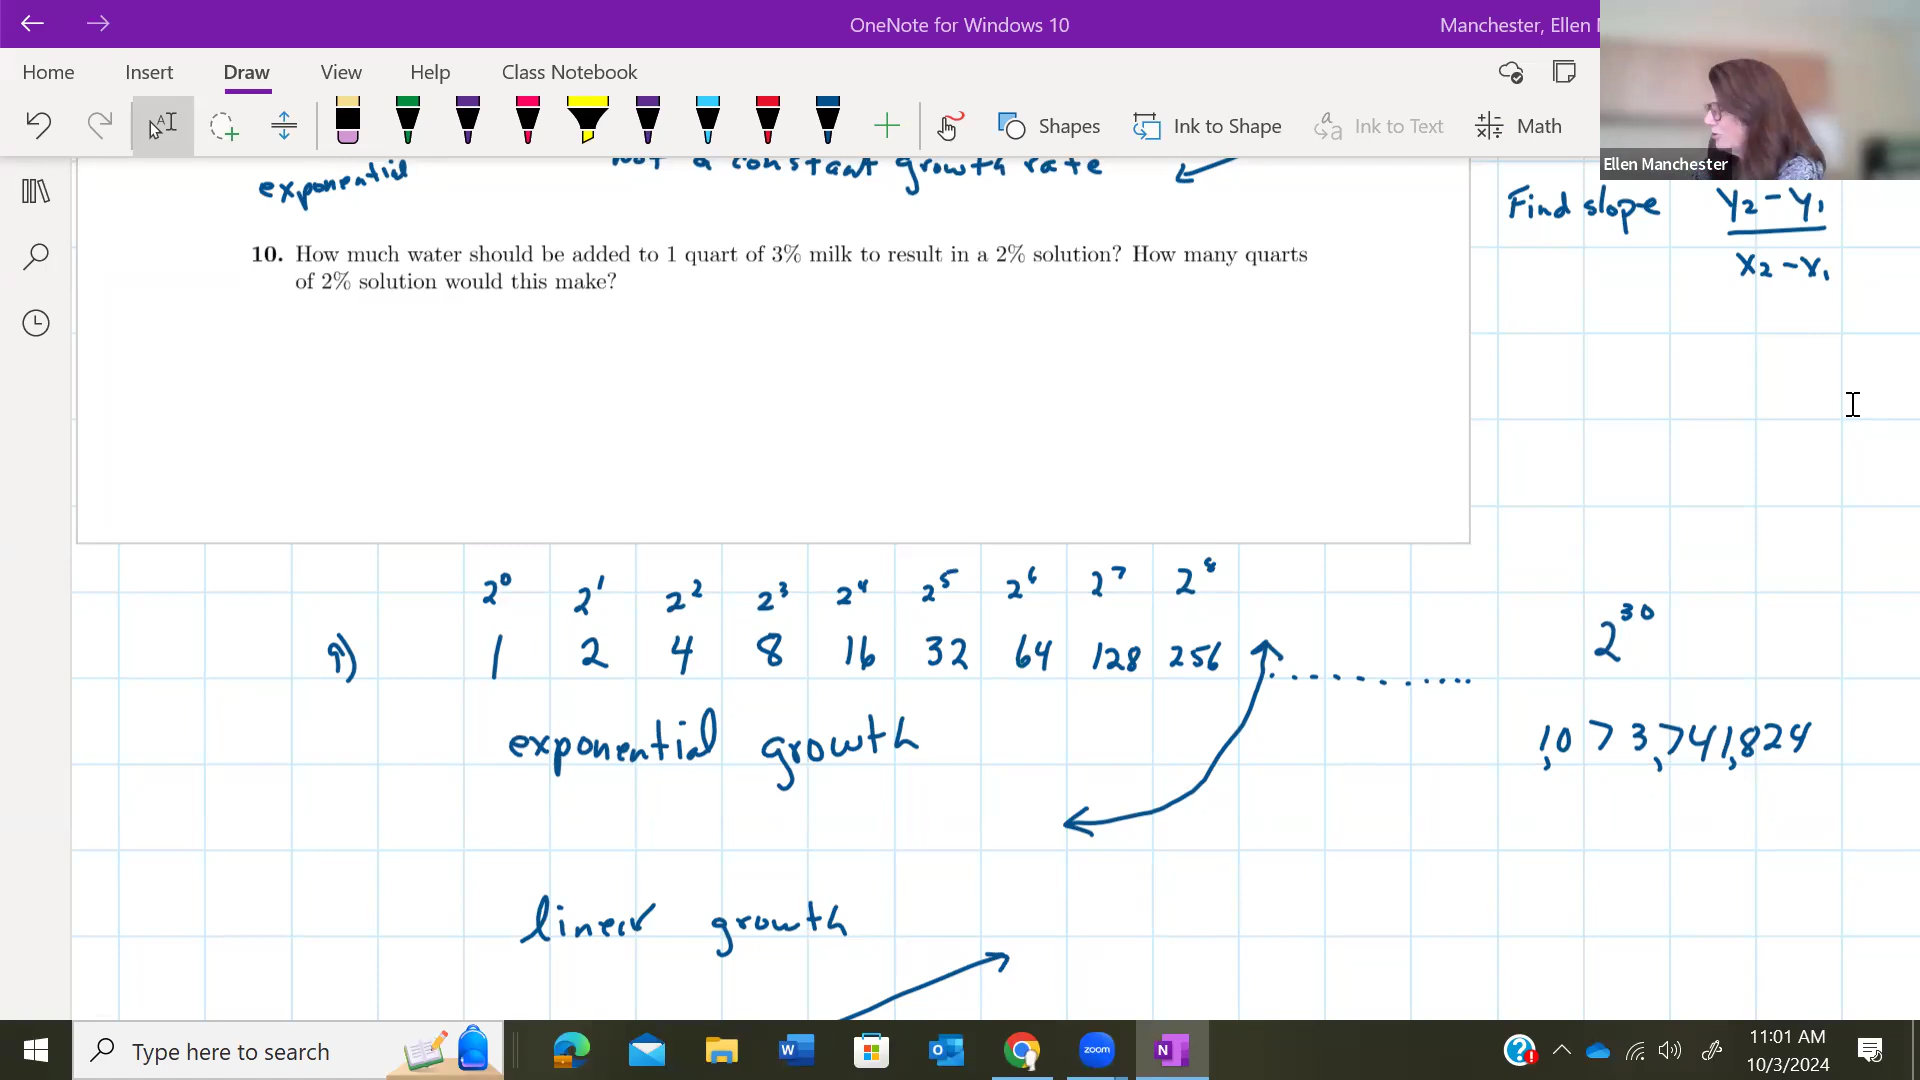 OneNote for Windows 10
Manchester, Ellen
Home Insert Draw View Help Class Notebook
Shapes Ink to Shape Ink to Text Math
Ellen Manchester
exponential
not a constant growth rate
Find slope y2 - y1
x2 - x1
10. How much water should be added to 1 quart of 3% milk to result in a 2% solution? How many quarts
of 2% solution would this make?
2^0 2^1 2^2 2^3 2^4 2^5 2^6 2^7 2^8
2^30
9) 1 2 4 8 16 32 64 128 256 ..........
exponential growth
1,073,741,824
linear growth
Type here to search
zoom
11:01 AM
10/3/2024